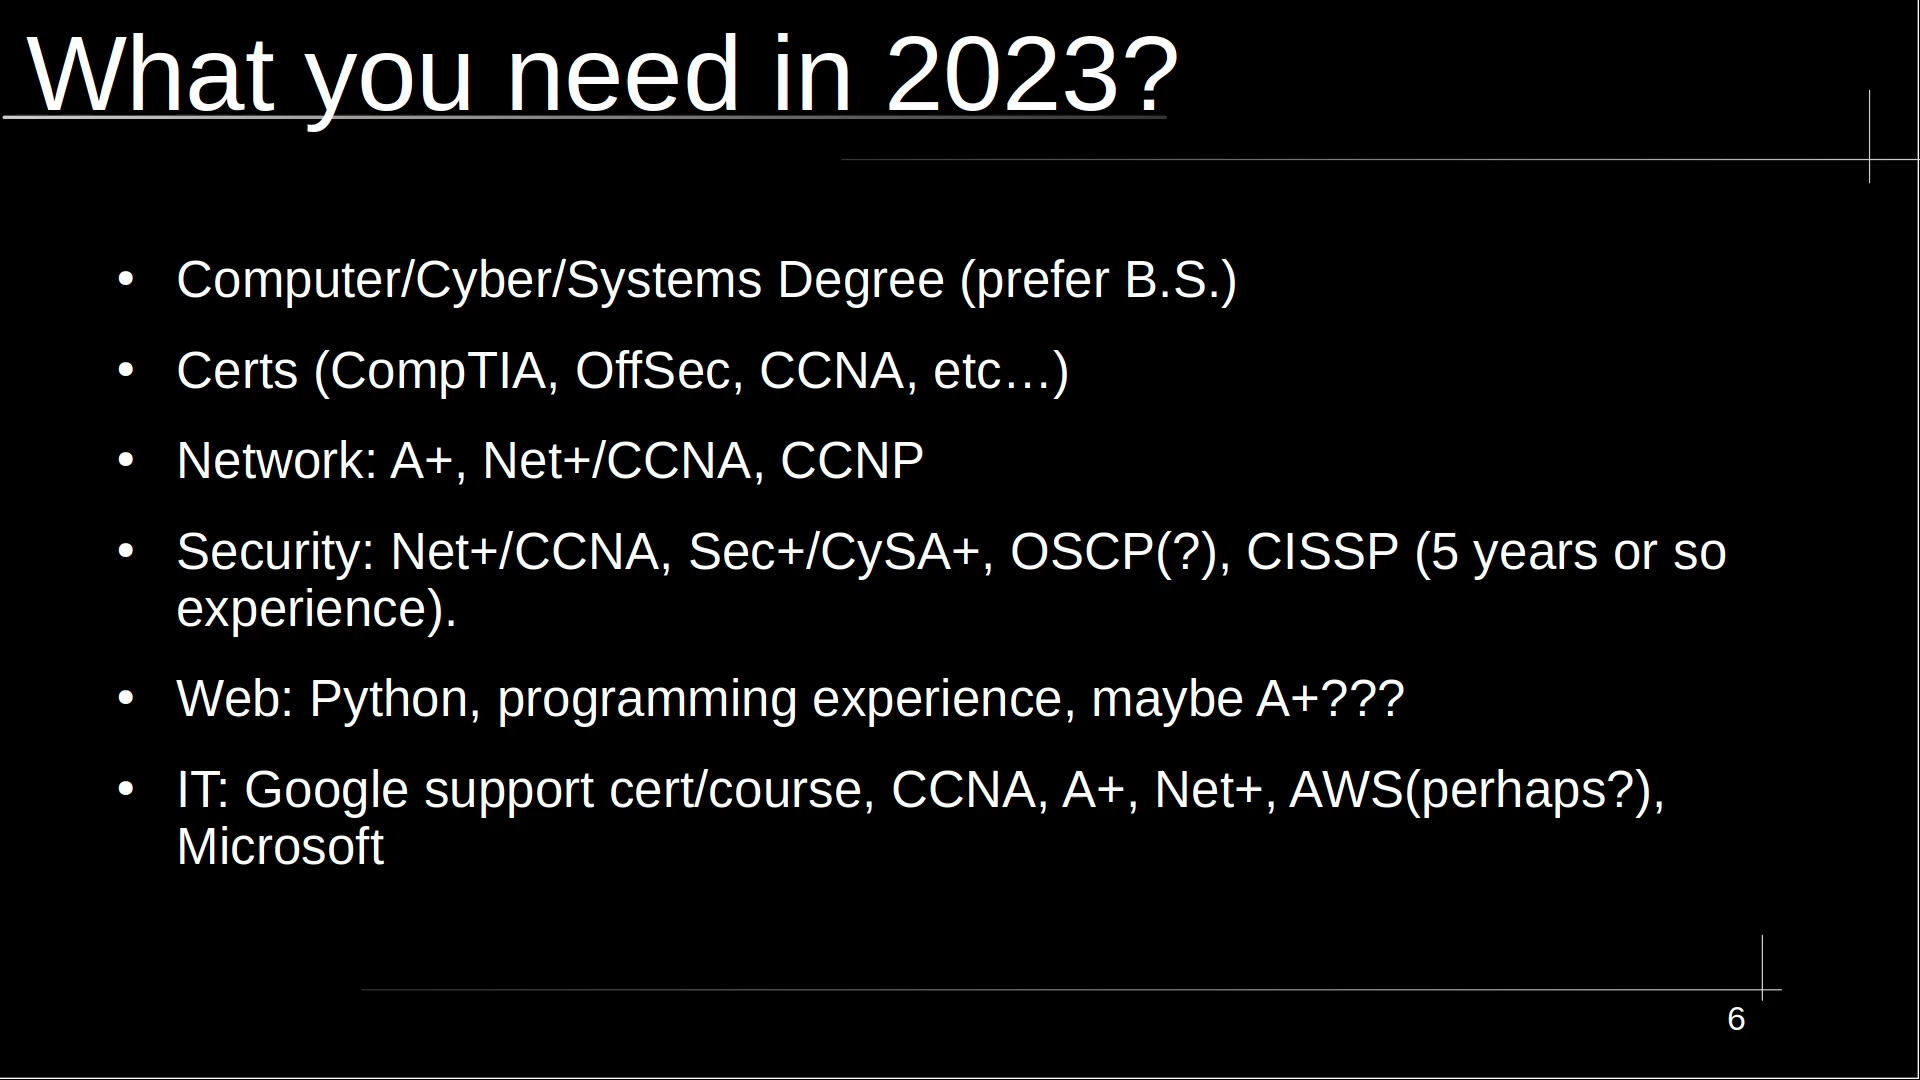 What you need in 2023?
• Computer/Cyber/Systems Degree (prefer B.S.)
• Certs (CompTIA, OffSec, CCNA, etc…)
• Network: A+, Net+/CCNA, CCNP
• Security: Net+/CCNA, Sec+/CySA+, OSCP(?), CISSP (5 years or so
experience).
• Web: Python, programming experience, maybe A+???
• IT: Google support cert/course, CCNA, A+, Net+, AWS(perhaps?),
Microsoft
6